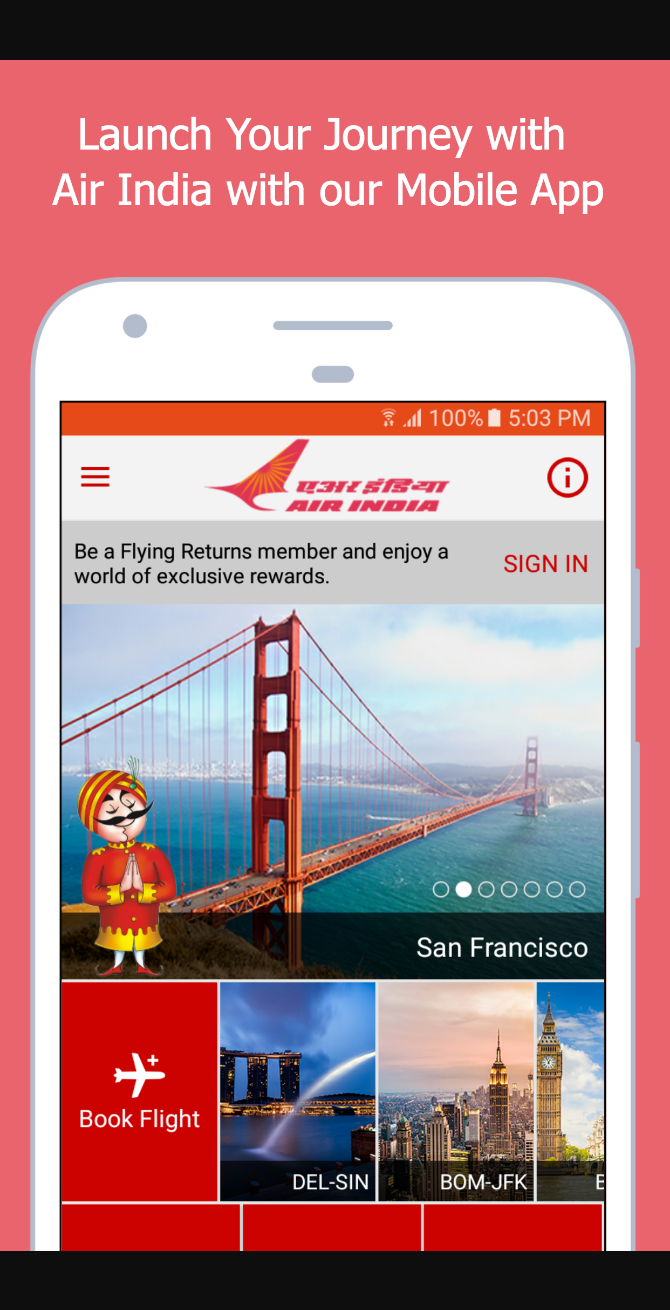 Launch Your Journey with
Air India with our Mobile App
100% 5:03 PM
एअर इंडिया
AIR INDIA
Be a Flying Returns member and enjoy a
world of exclusive rewards.
SIGN IN
San Francisco
Book Flight
DEL-SIN
BOM-JFK